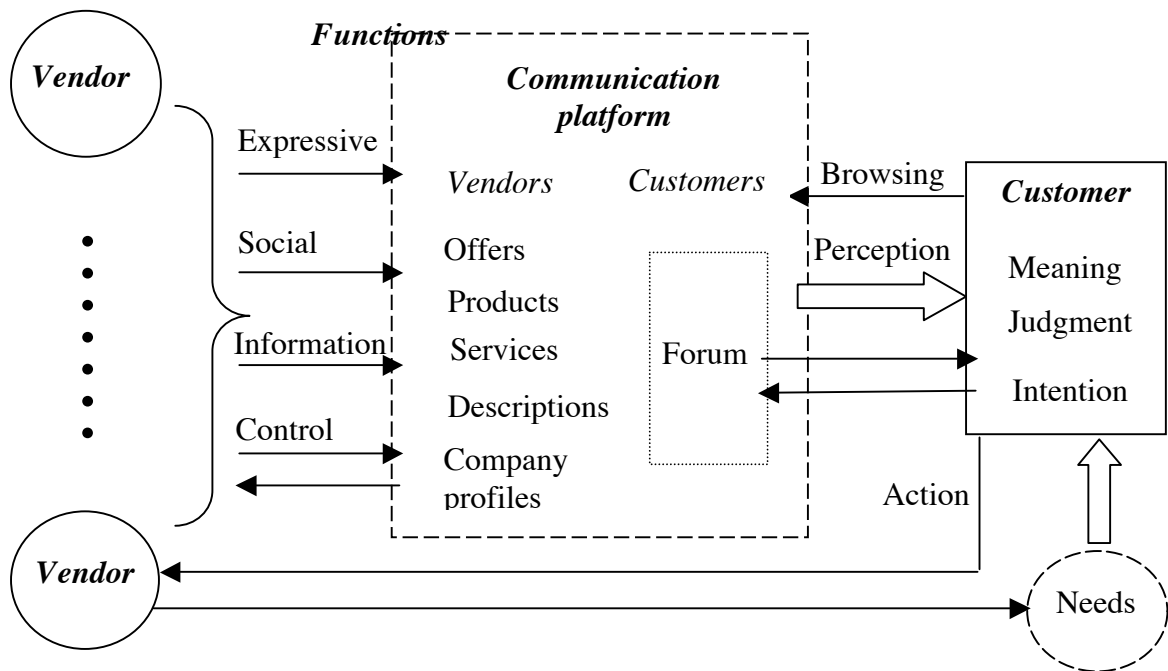 Functions
Vendor
Communication
platform
Expressive
Vendors
Customers
Browsing
Customer
Social
Offers
Perception
Meaning
Products
Judgment
Information
Services
Forum
Intention
Descriptions
Control
Company
profiles
Action
Vendor
Needs